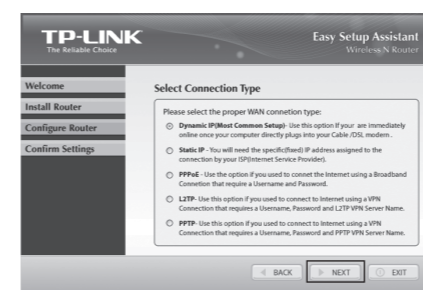 TP-LINK
The Reliable Choice
Easy Setup Assistant
Wireless N Router
Welcome
Install Router
Configure Router
Confirm Settings
Select Connection Type
Please select the proper WAN connetion type:
Dynamic IP(Most Common Setup)- Use this option If your are immediately
online once your computer directly plugs into your Cable /DSL modem .
Static IP - You will need the specific(fixed) IP address assigned to the
connection by your ISP(Internet Service Provider).
PPPoE - Use this option if you used to connet the Internet using a Broadband
Connetion that require a Username and Password.
L2TP- Use this option if you used to connect to Internet using a VPN
Connection that requires a Username, Password and L2TP VPN Server Name.
PPTP- Use this option if you used to connect to Internet using a VPN
Connection that requires a Username, Password and PPTP VPN Server Name.
BACK
NEXT
EXIT